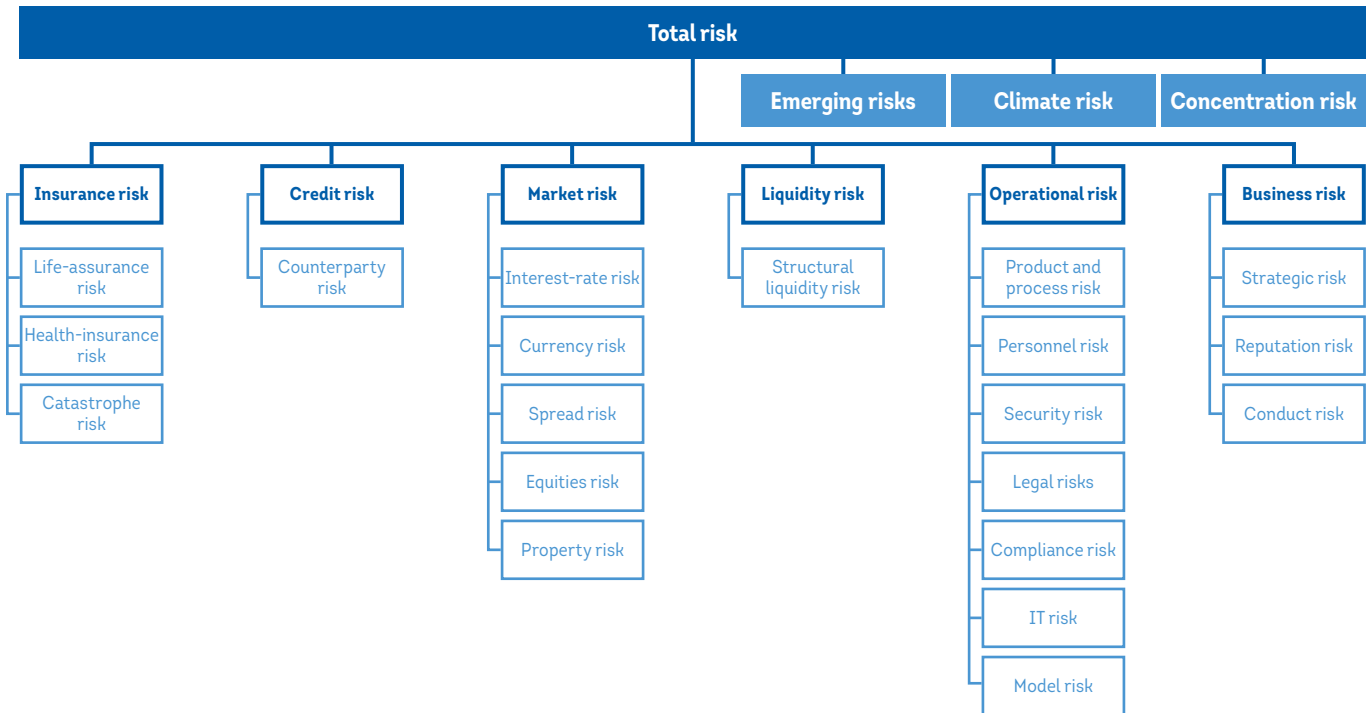 Total risk
Emerging risks
Climate risk
Concentration risk
Insurance risk
Credit risk
Market risk
Liquidity risk
Operational risk
Business risk
Life-assurance
risk
Health-insurance
risk
Catastrophe
risk
Counterparty
risk
Interest-rate risk
Currency risk
Spread risk
Equities risk
Property risk
Structural
liquidity risk
Product and
process risk
Personnel risk
Security risk
Legal risks
Compliance risk
IT risk
Model risk
Strategic risk
Reputation risk
Conduct risk